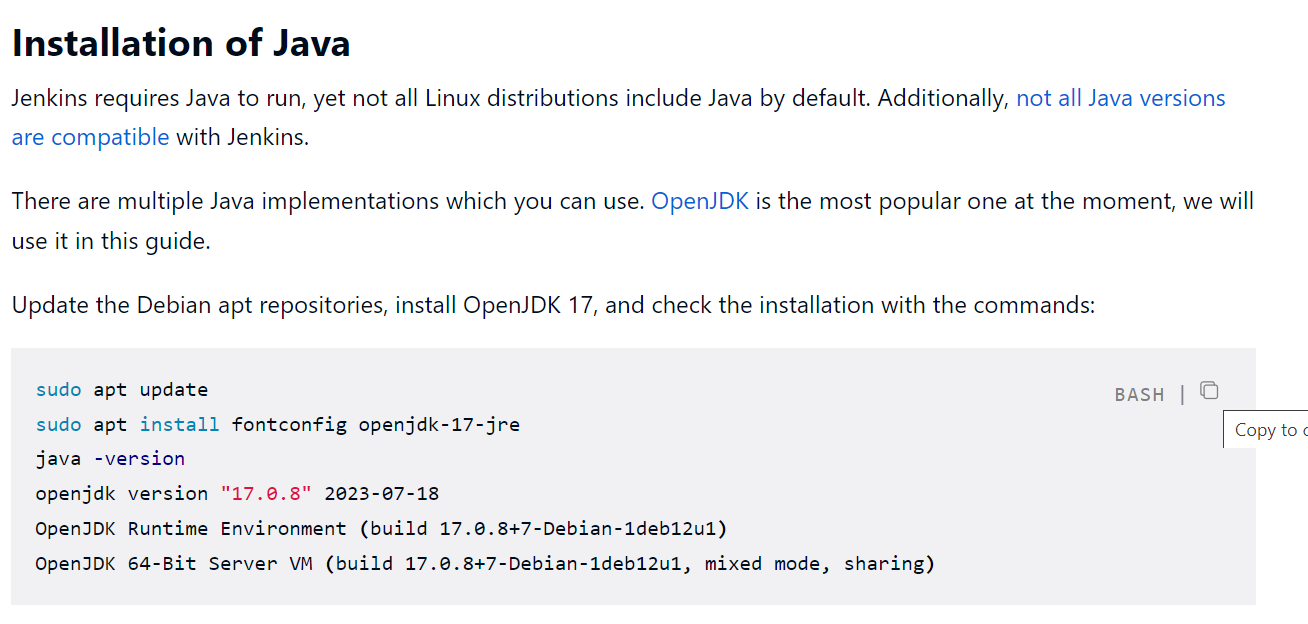 Installation of Java
Jenkins requires Java to run, yet not all Linux distributions include Java by default. Additionally, not all Java versions
are compatible with Jenkins.
There are multiple Java implementations which you can use. OpenJDK is the most popular one at the moment, we will
use it in this guide.
Update the Debian apt repositories, install OpenJDK 17, and check the installation with the commands:
sudo apt update
BASH |
sudo apt install fontconfig openjdk-17-jre
Copy to
java -version
openjdk version "17.0.8" 2023-07-18
OpenJDK Runtime Environment (build 17.0.8+7-Debian-1deb12u1)
OpenJDK 64-Bit Server VM (build 17.0.8+7-Debian-1deb12u1, mixed mode, sharing)